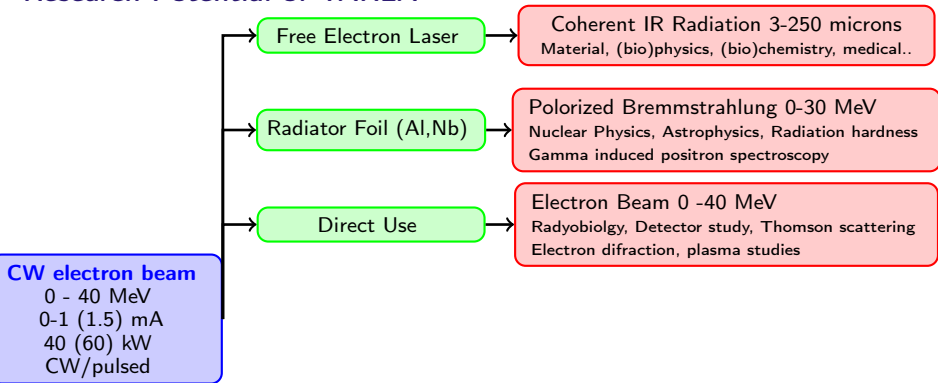 Research Potential of
Free Electron Laser
Coherent IR Radiation 3-250 microns
Material, (bio)physics, (bio)chemistry, medical..
Radiator Foil (Al,Nb)
Polorized Bremmstrahlung 0-30 MeV
Nuclear Physics, Astrophysics, Radiation hardness
Gamma induced positron spectroscopy
Direct Use
Electron Beam 0 -40 MeV
Radyobiolgy, Detector study, Thomson scattering
Electron difraction, plasma studies
CW electron beam
0 - 40 MeV
0-1 (1.5) mA
40 (60) kW
CW/pulsed